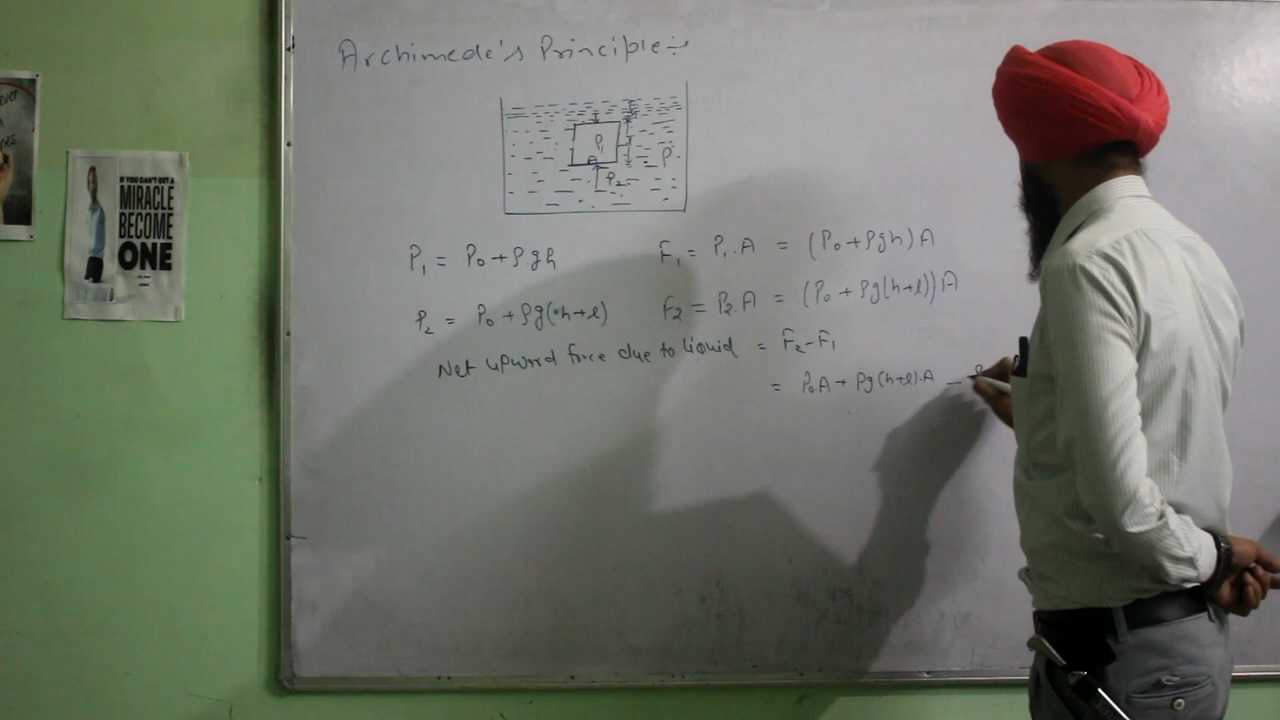 Archimede's Principle :-
P₁
A
P₂
ρ
P₁ = P₀ + ρgh
F₁ = P₁.A = (P₀ + ρgh) A
P₂ = P₀ + ρg(h+l)
F₂ = P₂.A = (P₀ + ρg(h+l)) A
Net upward force due to liquid = F₂ - F₁
= P₀.A + ρg(h+l).A -
IF YOU CAN'T GET A
MIRACLE
BECOME
ONE